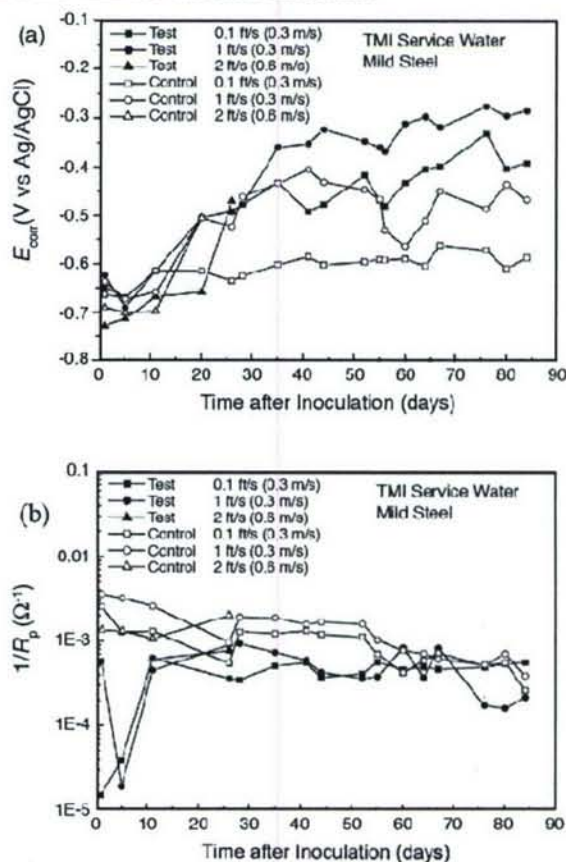 (a)
Test 0.1 ft/s (0.3 m/s)
Test 1 ft/s (0.3 m/s)
Test 2 ft/s (0.6 m/s)
Control 0.1 ft/s (0.3 m/s)
Control 1 ft/s (0.3 m/s)
Control 2 ft/s (0.6 m/s)
TMI Service Water
Mild Steel
-0.1
-0.2
-0.3
-0.4
-0.5
-0.6
-0.7
-0.8
Ecorr(V vs Ag/AgCl)
0 10 20 30 40 50 60 70 80 90
Time after Inoculation (days)
(b)
Test 0.1 ft/s (0.3 m/s)
Test 1 ft/s (0.3 m/s)
Test 2 ft/s (0.6 m/s)
Control 0.1 ft/s (0.3 m/s)
Control 1 ft/s (0.3 m/s)
Control 2 ft/s (0.6 m/s)
TMI Service Water
Mild Steel
0.1
0.01
1E-3
1E-4
1E-5
1/Rp(Ω-1)
0 10 20 30 40 50 60 70 80 90
Time after Inoculation (days)